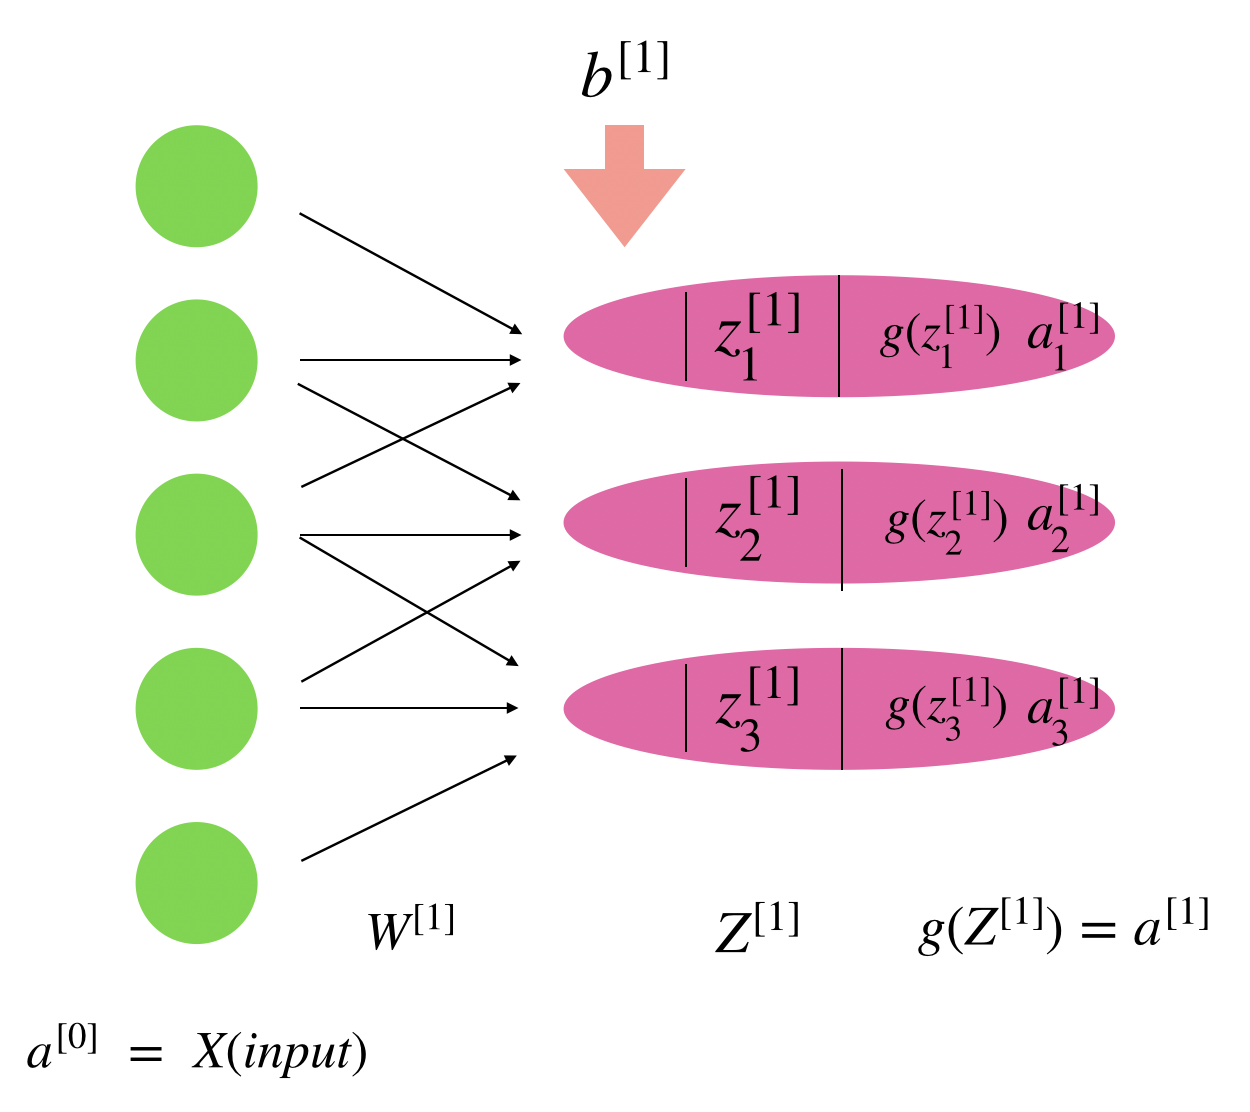 b^[1]
z_1^[1] g(z_1^[1]) a_1^[1]
z_2^[1] g(z_2^[1]) a_2^[1]
z_3^[1] g(z_3^[1]) a_3^[1]
W^[1] Z^[1] g(Z^[1]) = a^[1]
a^[0] = X(input)